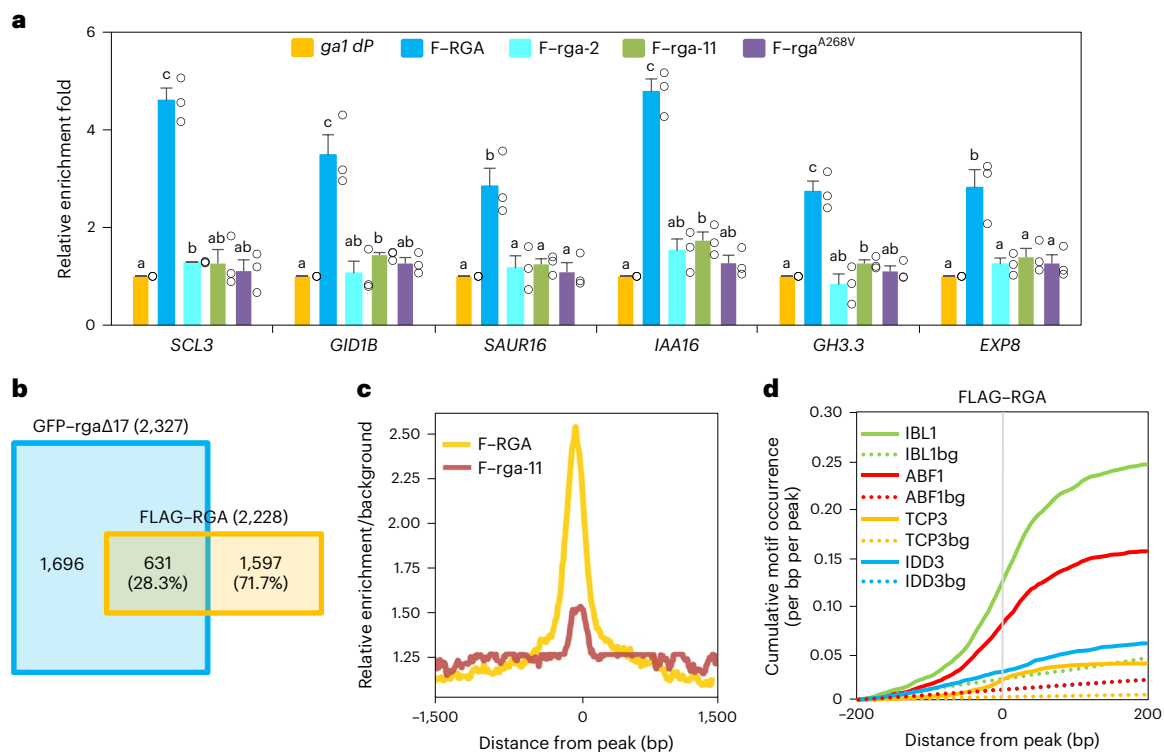 a
Relative enrichment fold
6
4
2
0
ga1 dP
F–RGA
F–rga-2
F–rga-11
F–rga^A268V
a c b ab ab
a c ab b ab
a b a a a
a c ab b ab
a c ab b ab
a b a a a
SCL3
GID1B
SAUR16
IAA16
GH3.3
EXP8
b
GFP–rgaΔ17 (2,327)
FLAG–RGA (2,228)
1,696
631
(28.3%)
1,597
(71.7%)
c
Relative enrichment/background
2.50
2.25
2.00
1.75
1.50
1.25
F–RGA
F–rga-11
–1,500
0
1,500
Distance from peak (bp)
d
FLAG–RGA
Cumulative motif occurrence
(per bp per peak)
0.30
0.25
0.20
0.15
0.10
0.05
0
IBL1
IBL1bg
ABF1
ABF1bg
TCP3
TCP3bg
IDD3
IDD3bg
–200
0
200
Distance from peak (bp)